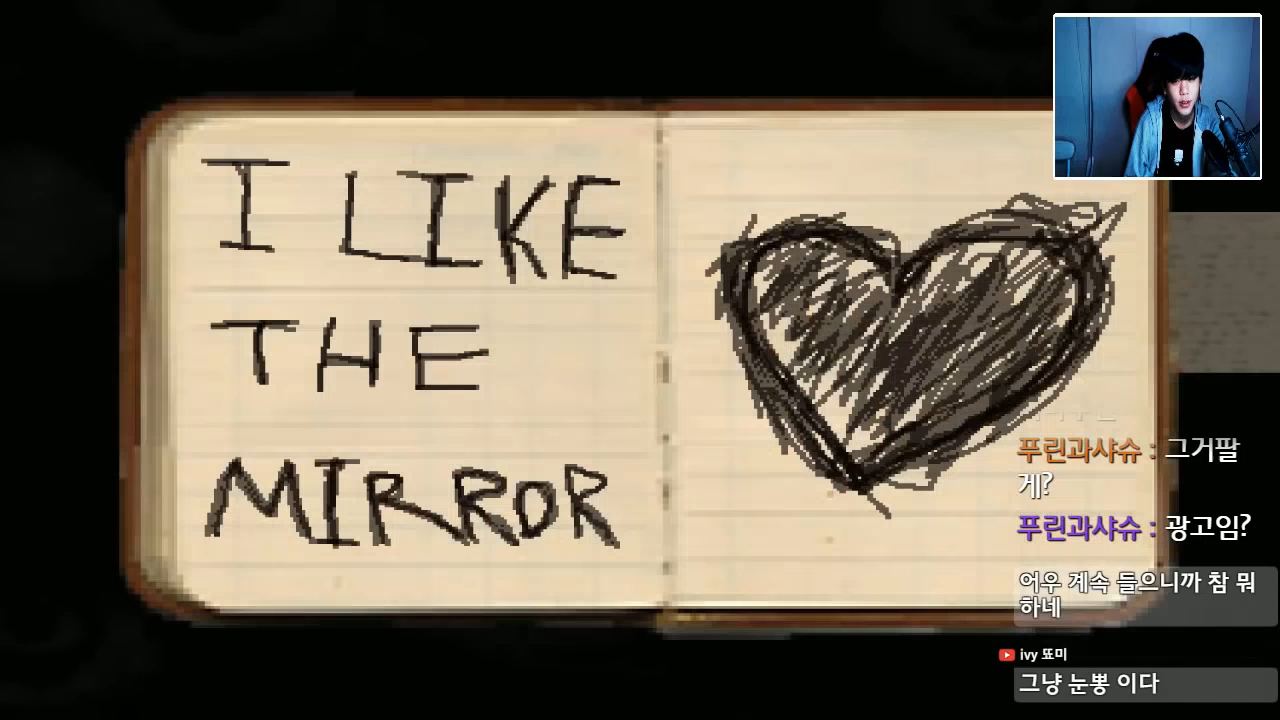 I LIKE
THE
MIRROR
푸린과샤슈 : 그거팔
게?
푸린과샤슈 : 광고임?
어우 계속 들으니까 참 뭐
하네
ivy 뚀미
그냥 눈뽕 이다